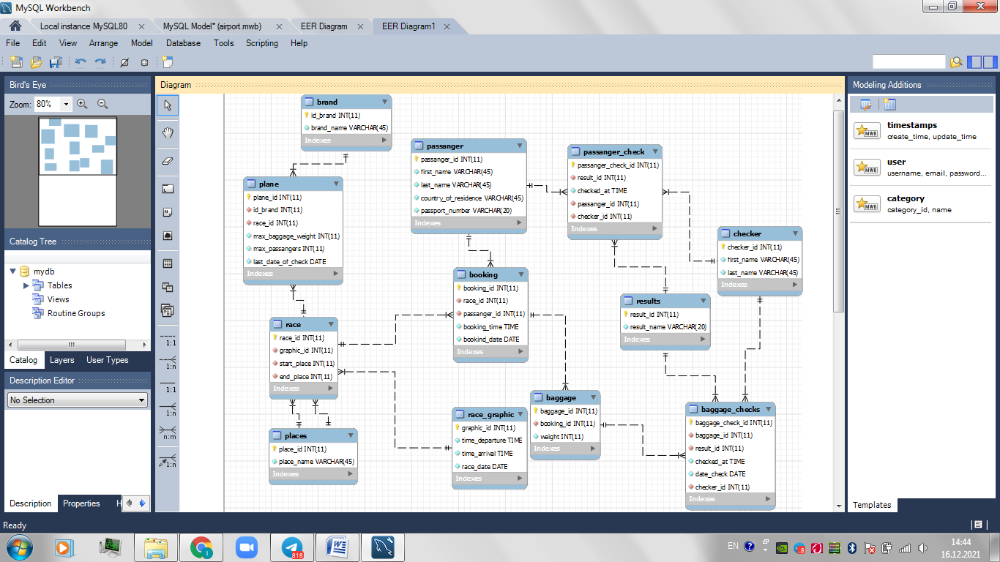 MySQL Workbench
Local instance MySQL80
MySQL Model* (airport.mwb)
EER Diagram
EER Diagram1
File Edit View Arrange Model Database Tools Scripting Help
Bird's Eye
Zoom: 80%
Catalog Tree
mydb
Tables
Views
Routine Groups
Catalog Layers User Types
Description Editor
No Selection
Description Properties H
Diagram
1:1
1:n
1:1
1:n
n:m
1:n
brand
id_brand INT(11)
brand_name VARCHAR(45)
Indexes
plane
plane_id INT(11)
id_brand INT(11)
race_id INT(11)
max_baggage_weight INT(11)
max_passangers INT(11)
last_date_of_check DATE
Indexes
race
race_id INT(11)
graphic_id INT(11)
start_place INT(11)
end_place INT(11)
Indexes
places
place_id INT(11)
place_name VARCHAR(45)
Indexes
passanger
passanger_id INT(11)
first_name VARCHAR(45)
last_name VARCHAR(45)
country_of_residence VARCHAR(45)
passport_number VARCHAR(20)
Indexes
booking
booking_id INT(11)
race_id INT(11)
passanger_id INT(11)
booking_time TIME
bookind_date DATE
Indexes
race_graphic
graphic_id INT(11)
time_departure TIME
time_arrival TIME
race_date DATE
Indexes
baggage
baggage_id INT(11)
booking_id INT(11)
weight INT(11)
Indexes
passanger_check
passanger_check_id INT(11)
result_id INT(11)
checked_at TIME
passanger_id INT(11)
checker_id INT(11)
Indexes
results
result_id INT(11)
result_name VARCHAR(20)
Indexes
checker
checker_id INT(11)
first_name VARCHAR(45)
last_name VARCHAR(45)
Indexes
baggage_checks
baggage_check_id INT(11)
baggage_id INT(11)
result_id INT(11)
checked_at TIME
date_check DATE
checker_id INT(11)
Indexes
Modeling Additions
MWB
timestamps
create_time, update_time
MWB
user
username, email, password...
MWB
category
category_id, name
Templates
Ready
818
EN
14:44
16.12.2021